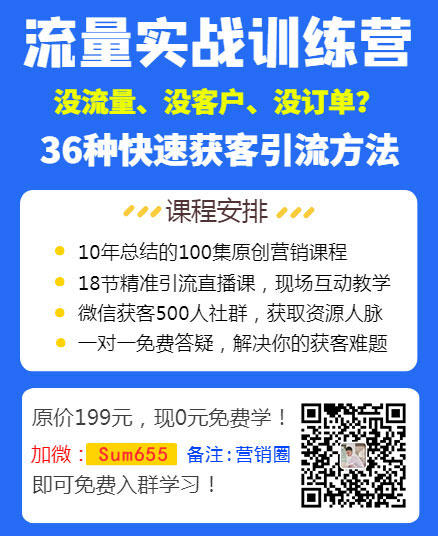 流量实战训练营
没流量、没客户、没订单?
36种快速获客引流方法
课程安排
10年总结的100集原创营销课程
18节精准引流直播课，现场互动教学
微信获客500人社群，获取资源人脉
一对一免费答疑，解决你的获客难题
原价199元，现0元免费学！
加微： Sum655 备注:营销圈
即可免费入群学习！